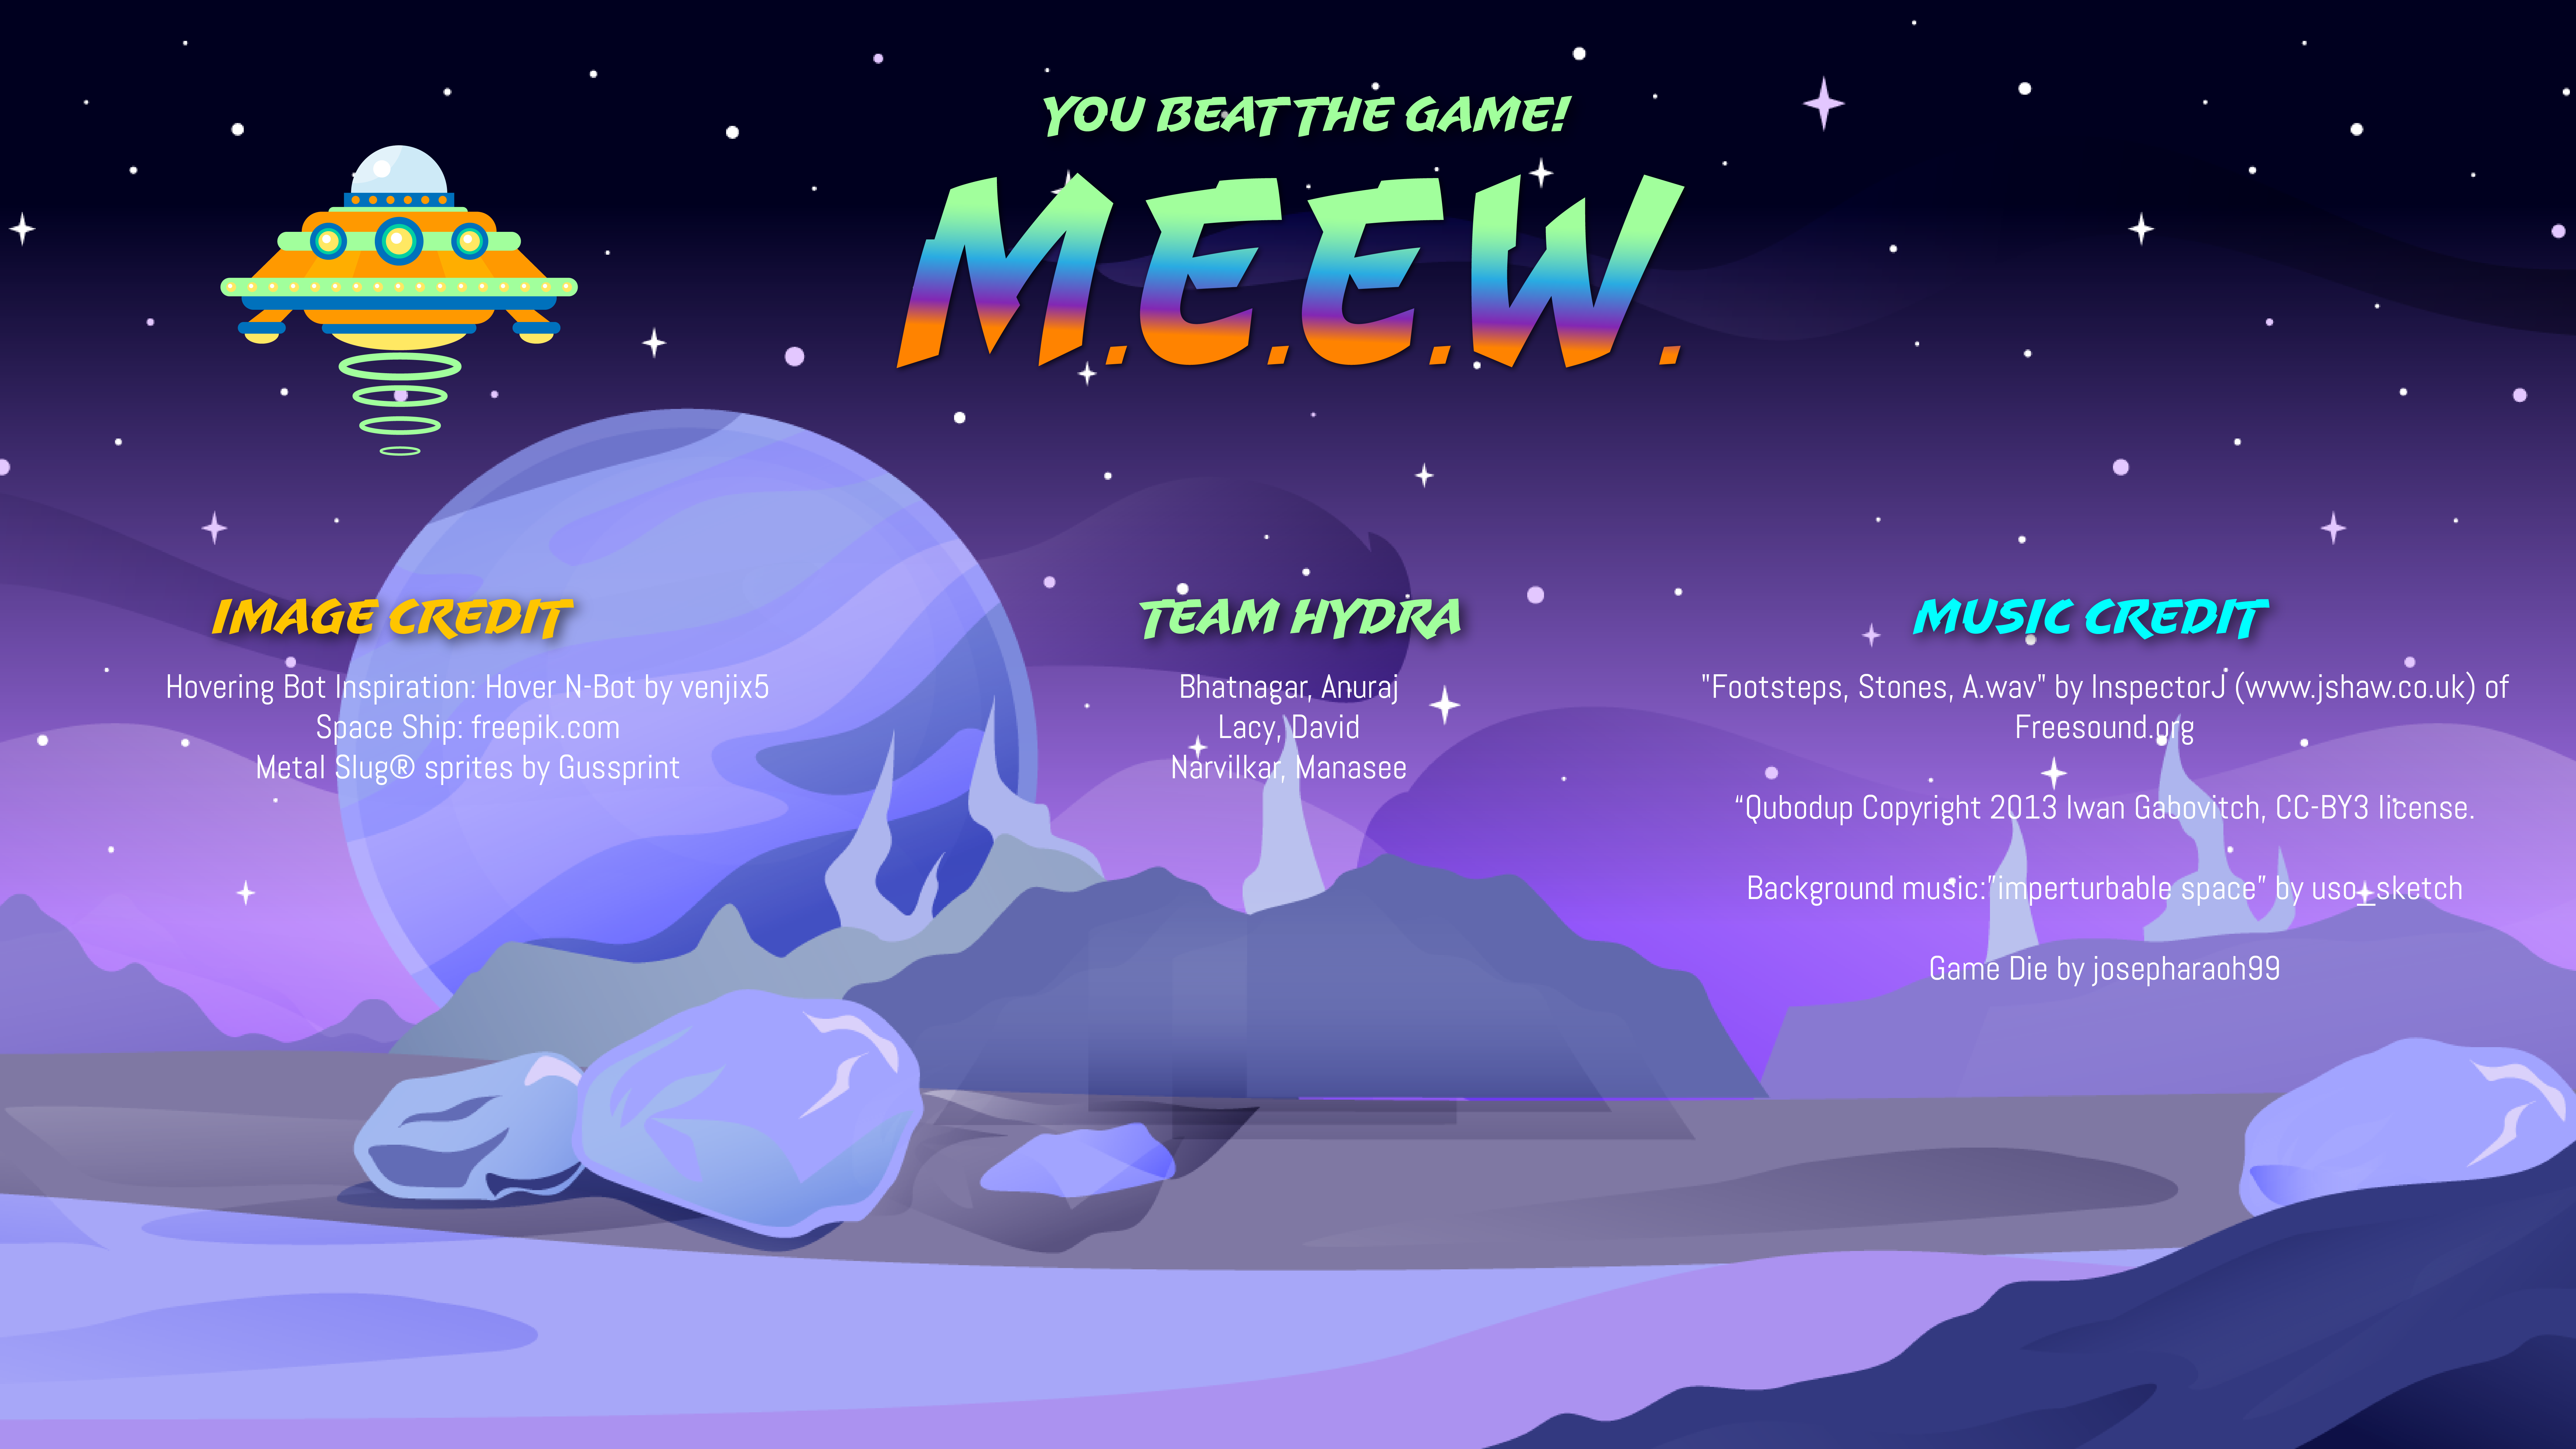 YOU BEAT THE GAME!
M.E.E.W.
IMAGE CREDIT
Hovering Bot Inspiration: Hover N-Bot by venjix5
Space Ship: freepik.com
Metal Slug® sprites by Gussprint
TEAM HYDRA
Bhatnagar, Anuraj
Lacy, David
Narvilkar, Manasee
MUSIC CREDIT
"Footsteps, Stones, A.wav" by InspectorJ (www.jshaw.co.uk) of
Freesound.org
“Qubodup Copyright 2013 Iwan Gabovitch, CC-BY3 license.
Background music:”imperturbable space” by uso_sketch
Game Die by josepharaoh99